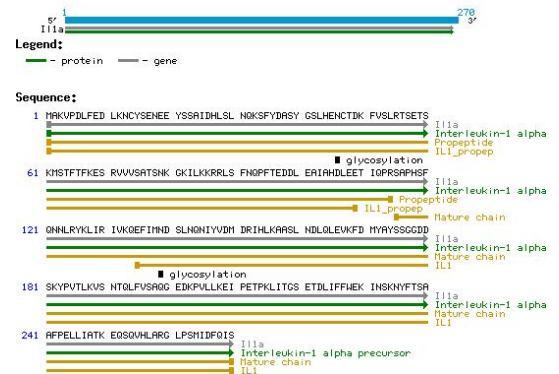 1 270
5' 3'
Il1a
Legend:
- protein - gene
Sequence:
1 MAKVPDLFED LKNCYSENEE YSSAIDHLSL NQKSFYDASY GSLHENCTDK FVSLRTSETS
Il1a
Interleukin-1 alpha
Propeptide
IL1_propep
glycosylation
61 KMSTFTFKES RVVVSATSNK GKILKKRRLS FNQPFTEDDL EAIAHDLEET IQPRSAPHSF
Il1a
Interleukin-1 alpha
Propeptide
IL1_propep
Mature chain
121 QNNLRYKLIR IVKQEFIMND SLNQNIYVDM DRIHLKAASL NDLQLEVKFD MYAYSSGGDD
Il1a
Interleukin-1 alpha
Mature chain
IL1
glycosylation
181 SKYPVTLKVS NTQLFVSAQG EDKPVLLKEI PETPKLITGS ETDLIFFWEK INSKNYFTSA
Il1a
Interleukin-1 alpha
Mature chain
IL1
241 AFPELLIATK EQSQVHLARG LPSMIDFQIS
Il1a
Interleukin-1 alpha precursor
Mature chain
IL1